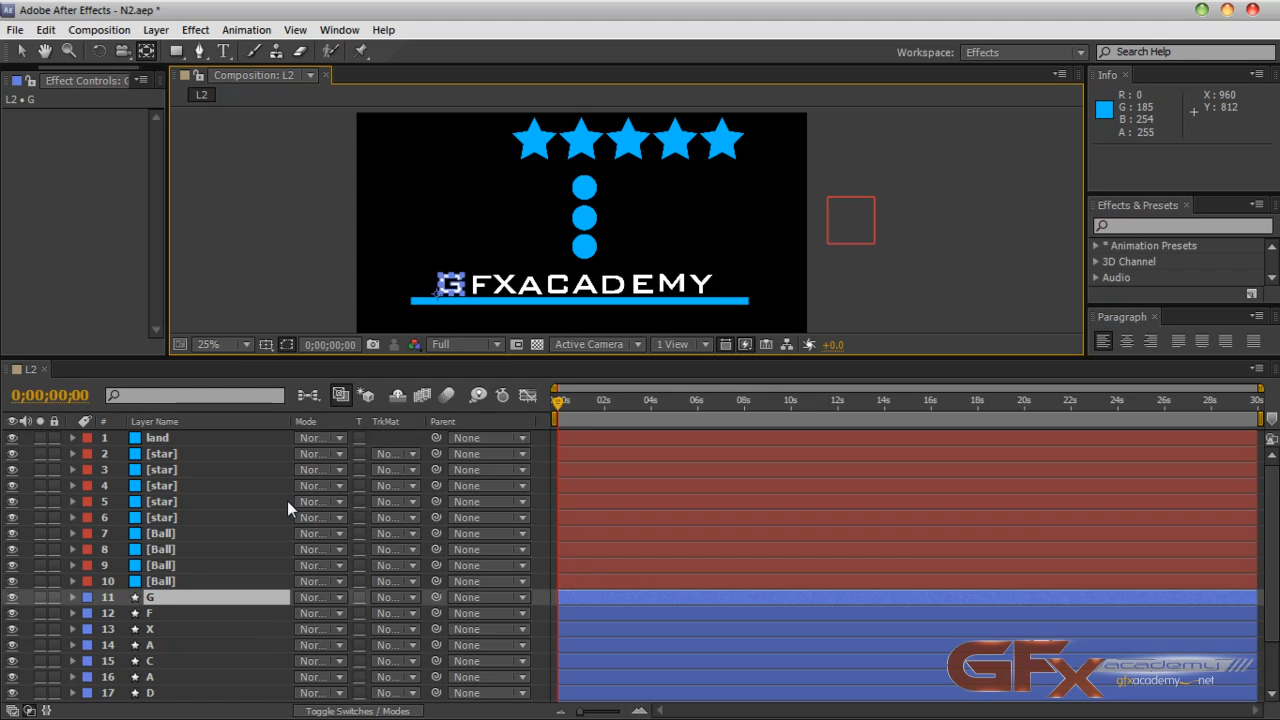 Adobe After Effects - N2.aep *
File Edit Composition Layer Effect Animation View Window Help
Workspace: Effects Search Help
Effect Controls: G
Composition: L2
Info
L2 • G
L2
R : 0
G : 185
B : 254
A : 255
X : 960
Y : 812
Effects & Presets
* Animation Presets
3D Channel
Audio
GFXACADEMY
25% 0;00;00;00 Full Active Camera 1 View +0.0
Paragraph
L2
0;00;00;00
00s 02s 04s 06s 08s 10s 12s 14s 16s 18s 20s 22s 24s 26s 28s 30s
# Layer Name Mode T TrkMat Parent
1 land Nor... None
2 [star] Nor... No... None
3 [star] Nor... No... None
4 [star] Nor... No... None
5 [star] Nor... No... None
6 [star] Nor... No... None
7 [Ball] Nor... No... None
8 [Ball] Nor... No... None
9 [Ball] Nor... No... None
10 [Ball] Nor... No... None
11 G Nor... No... None
12 F Nor... No... None
13 X Nor... No... None
14 A Nor... No... None
15 C Nor... No... None
16 A Nor... No... None
17 D Nor... No... None
Toggle Switches / Modes
GFx academy
gfxacademy.net